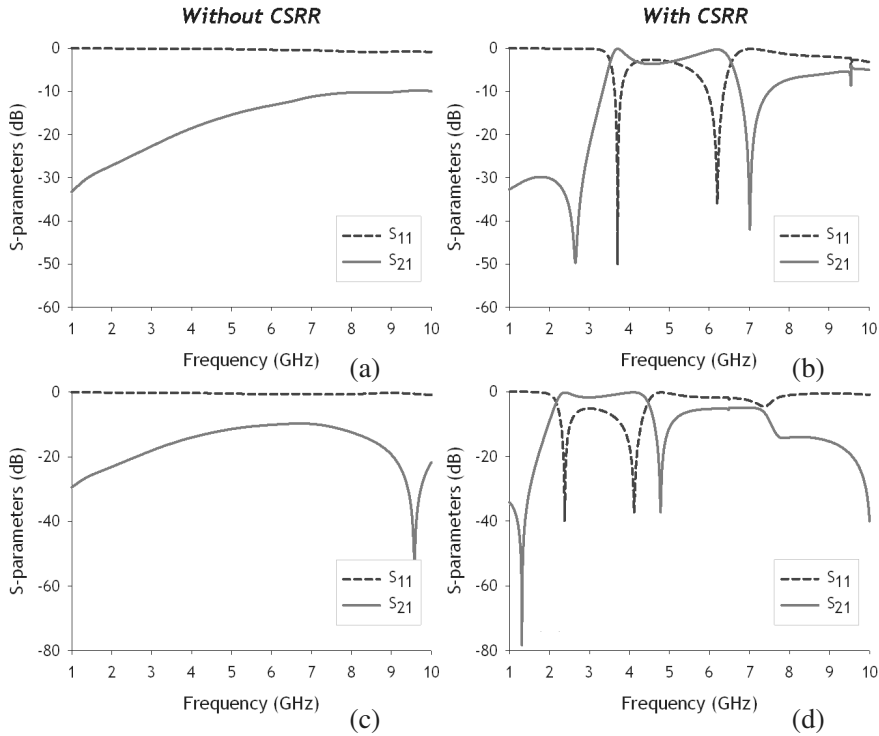 Without CSRR
With CSRR
0
-10
-20
-30
-40
-50
-60
S-parameters (dB)
S11
S21
1 2 3 4 5 6 7 8 9 10
Frequency (GHz)
(a)
0
-10
-20
-30
-40
-50
-60
S-parameters (dB)
S11
S21
1 2 3 4 5 6 7 8 9 10
Frequency (GHz)
(b)
0
-20
-40
-60
-80
S-parameters (dB)
S11
S21
1 2 3 4 5 6 7 8 9 10
Frequency (GHz)
(c)
0
-20
-40
-60
-80
S-parameters (dB)
S11
S21
1 2 3 4 5 6 7 8 9 10
Frequency (GHz)
(d)